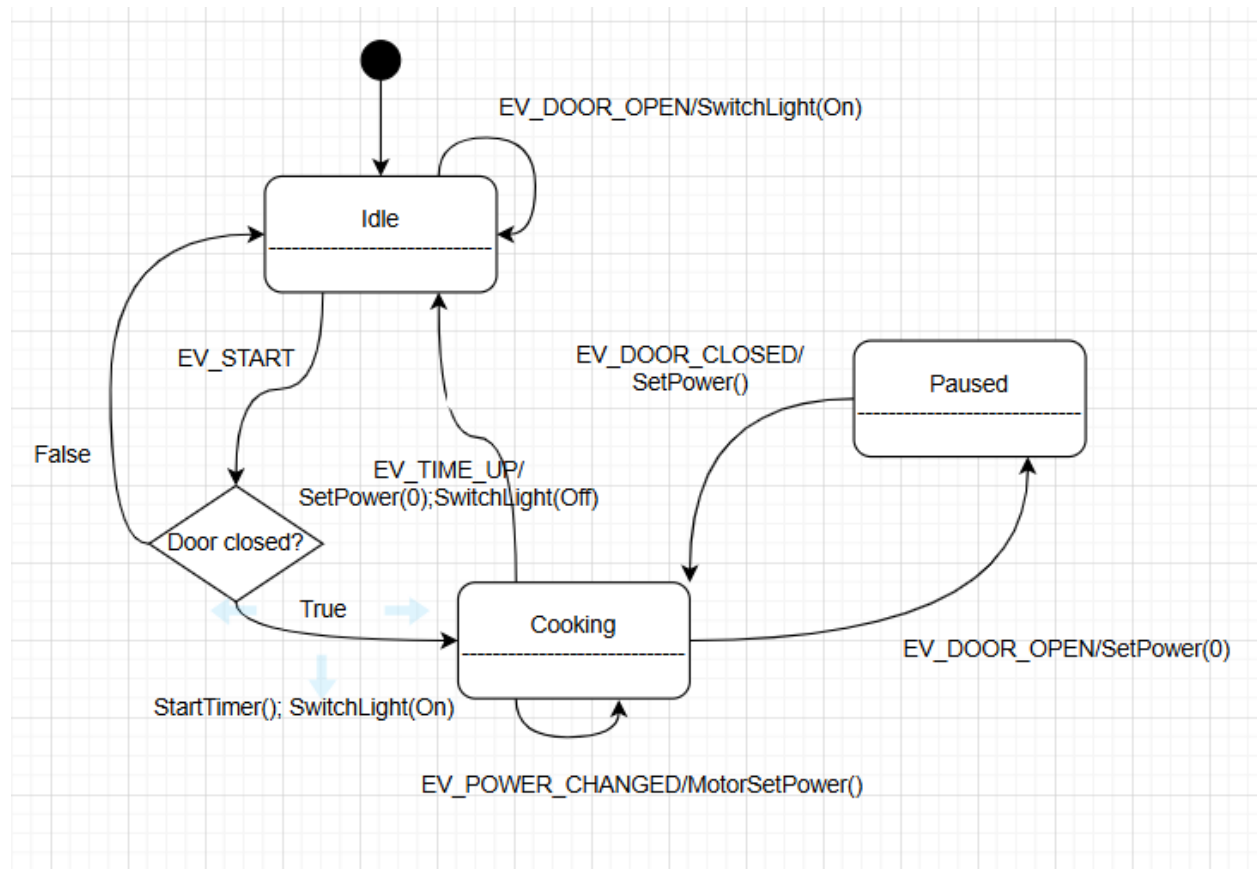 EV_DOOR_OPEN/SwitchLight(On)
Idle
EV_START
EV_DOOR_CLOSED/
SetPower()
Paused
False
EV_TIME_UP/
SetPower(0);SwitchLight(Off)
Door closed?
True
Cooking
EV_DOOR_OPEN/SetPower(0)
StartTimer(); SwitchLight(On)
EV_POWER_CHANGED/MotorSetPower()